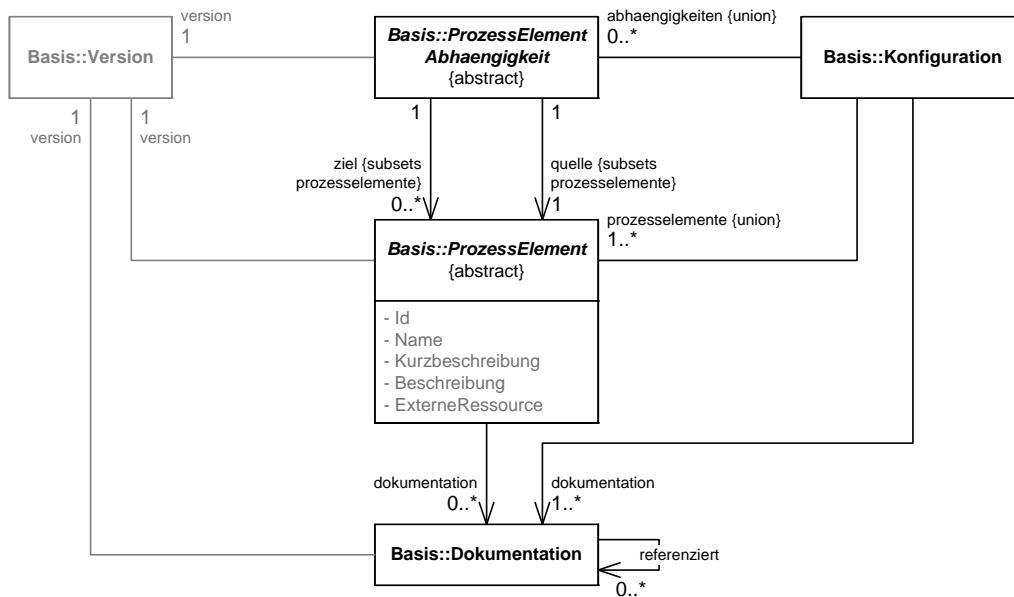 version
1
Basis::Version
Basis::ProzessElement
Abhaengigkeit
{abstract}
abhaengigkeiten {union}
0..*
Basis::Konfiguration
1
version
1
version
1
1
ziel {subsets
prozesselemente}
0..*
quelle {subsets
prozesselemente}
1
prozesselemente {union}
1..*
Basis::ProzessElement
{abstract}
- Id
- Name
- Kurzbeschreibung
- Beschreibung
- ExterneRessource
dokumentation
0..*
dokumentation
1..*
Basis::Dokumentation
referenziert
0..*